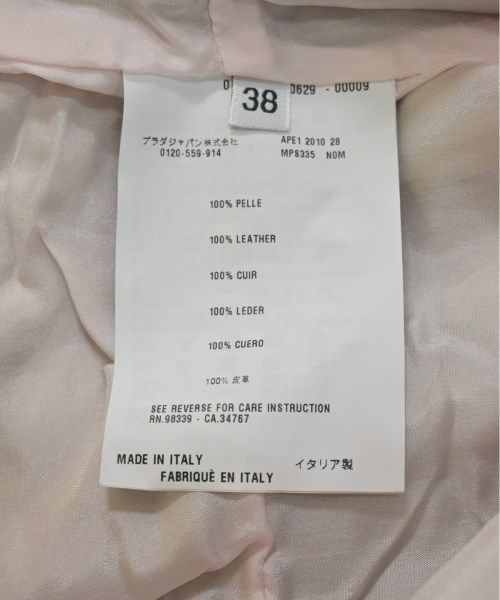 0629 - 00009
38
プラダジャパン株式会社
0120-559-914
APE1 2010 28
MPS335 NOM
100% PELLE
100% LEATHER
100% CUIR
100% LEDER
100% CUERO
100% 皮革
SEE REVERSE FOR CARE INSTRUCTION
RN.98339 - CA.34767
MADE IN ITALY
イタリア製
FABRIQUÈ EN ITALY